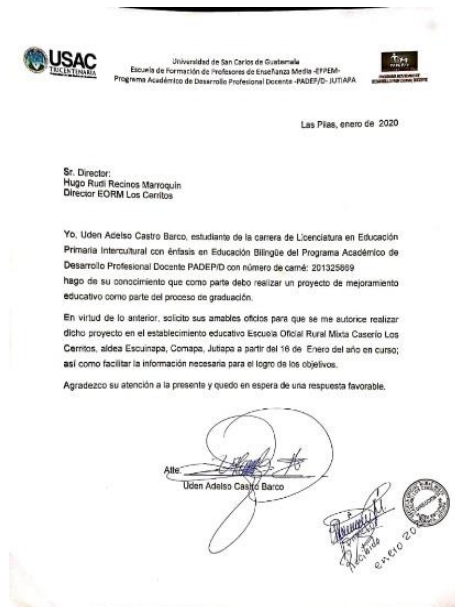 USAC
TRICENTENARIA
Universidad de San Carlos de Guatemala
Escuela de Formación de Profesores de Enseñanza Media -EFPEM-
Programa Académico de Desarrollo Profesional Docente -PADEP/D- JUTIAPA
Las Pilas, enero de 2020
Sr. Director:
Hugo Rudi Recinos Marroquín
Director EORM Los Cerritos
Yo, Uden Adelso Castro Barco, estudiante de la carrera de Licenciatura en Educación
Primaria Intercultural con énfasis en Educación Bilingüe del Programa Académico de
Desarrollo Profesional Docente PADEP/D con número de carné: 201325869
hago de su conocimiento que como parte debo realizar un proyecto de mejoramiento
educativo como parte del proceso de graduación.
En virtud de lo anterior, solicito sus amables oficios para que se me autorice realizar
dicho proyecto en el establecimiento educativo Escuela Oficial Rural Mixta Caserío Los
Cerritos, aldea Escuinapa, Comapa, Jutiapa a partir del 16 de Enero del año en curso;
así como facilitar la información necesaria para el logro de los objetivos.
Agradezco su atención a la presente y quedo en espera de una respuesta favorable.
Atte.
Uden Adelso Castro Barco
Recibido
enero 20